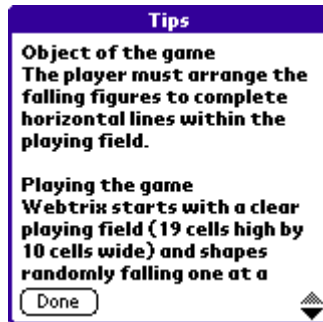 Tips
Object of the game
The player must arrange the
falling figures to complete
horizontal lines within the
playing field.
Playing the game
Webtrix starts with a clear
playing field (19 cells high by
10 cells wide) and shapes
randomly falling one at a
Done